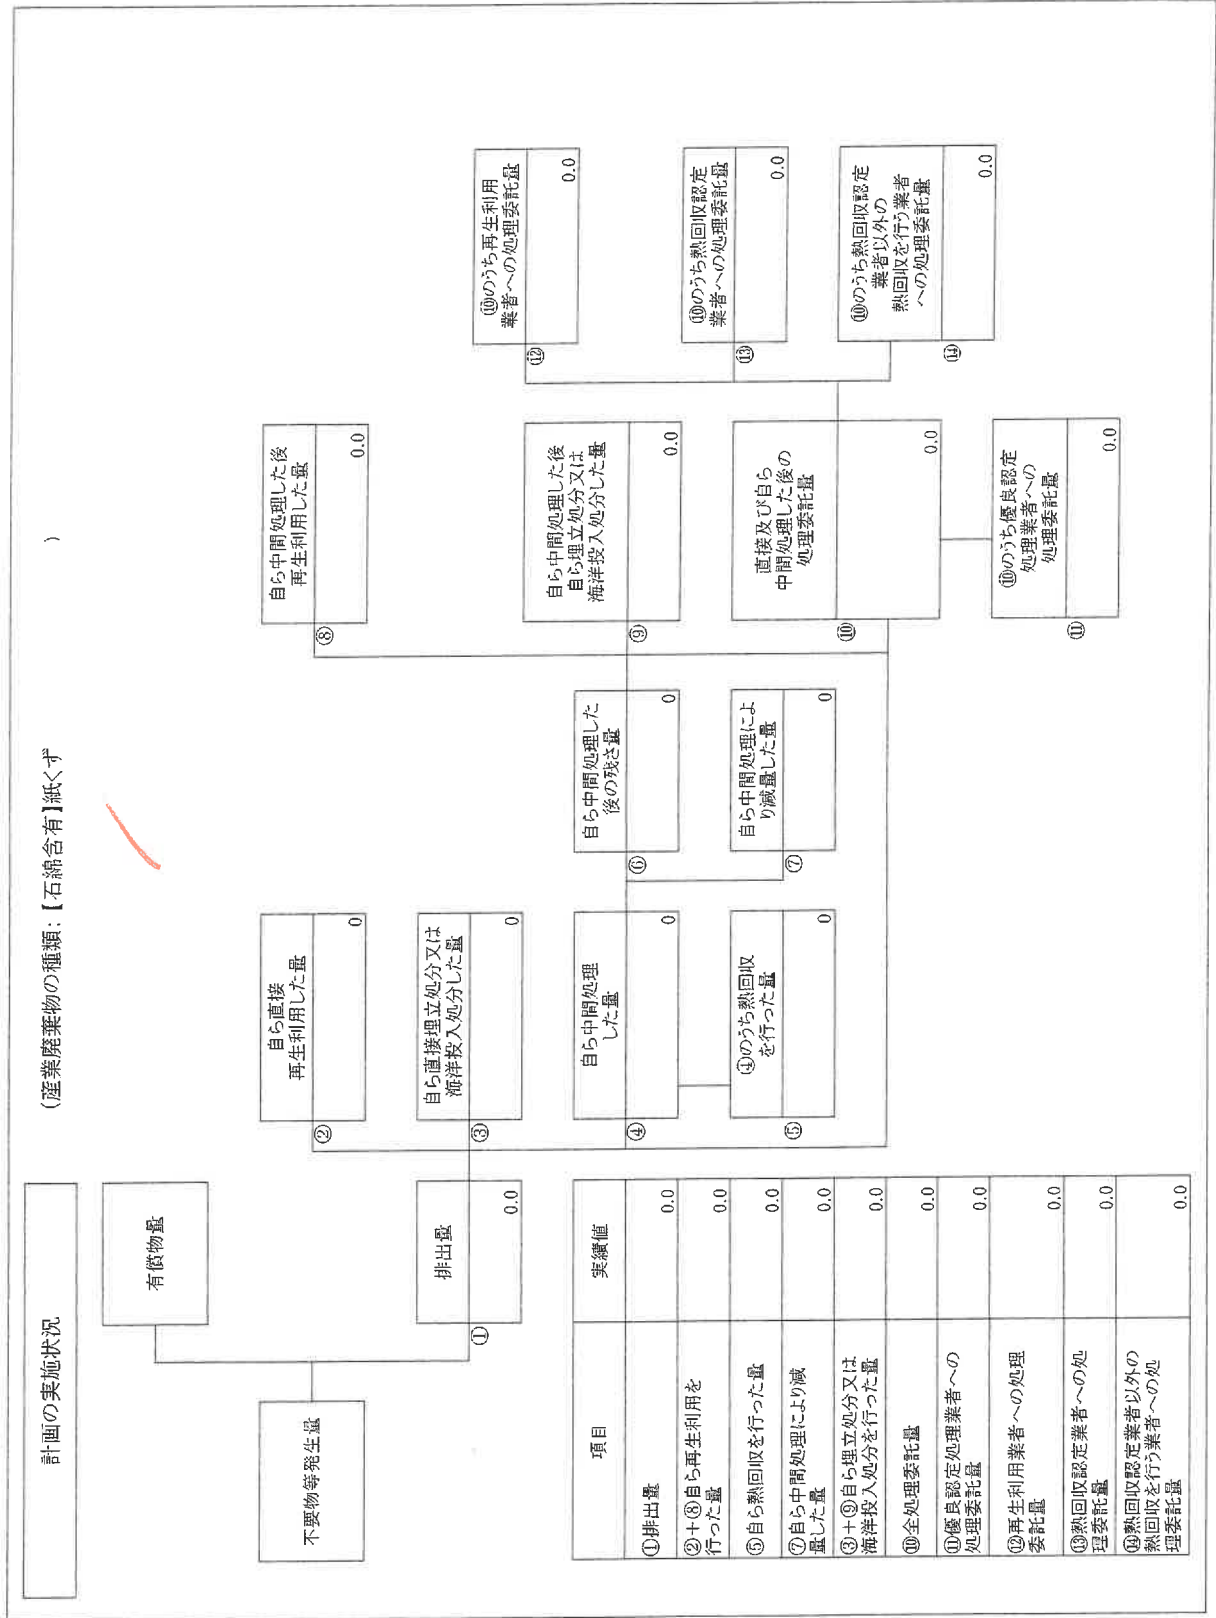 計画の実施状況
(産業廃棄物の種類:【石綿含有】紙くず
)
不要物等発生量
有償物量
①
排出量
0.0
②
自ら直接
再生利用した量
0
③
自ら直接埋立処分又は
海洋投入処分した量
0
④
自ら中間処理
した量
0
⑤
④のうち熱回収
を行った量
0
⑥
自ら中間処理した
後の残さ量
0
⑦
自ら中間処理によ
り減量した量
0
⑧
自ら中間処理した後
再生利用した量
0.0
⑨
自ら中間処理した後
自ら埋立処分又は
海洋投入処分した量
0.0
⑩
直接及び自ら
中間処理した後の
処理委託量
0.0
⑪
⑩のうち優良認定
処理業者への
処理委託量
0.0
⑫
⑩のうち再生利用
業者への処理委託量
0.0
⑬
⑩のうち熱回収認定
業者への処理委託量
0.0
⑭
⑩のうち熱回収認定
業者以外の
熱回収を行う業者
への処理委託量
0.0
項目
実績値
①排出量
0.0
②+⑧自ら再生利用を
行った量
0.0
⑤自ら熱回収を行った量
0.0
⑦自ら中間処理により減
量した量
0.0
③+⑨自ら埋立処分又は
海洋投入処分を行った量
0.0
⑩全処理委託量
0.0
⑪優良認定処理業者への
処理委託量
0.0
⑫再生利用業者への処理
委託量
0.0
⑬熱回収認定業者への処
理委託量
0.0
⑭熱回収認定業者以外の
熱回収を行う業者への処
理委託量
0.0